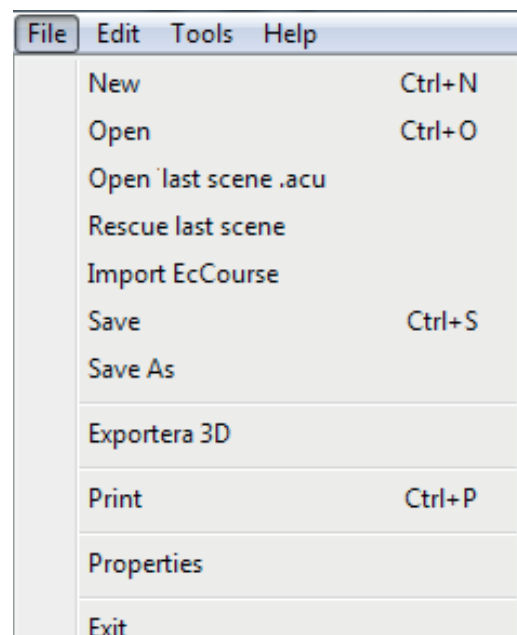 File Edit Tools Help
New Ctrl+N
Open Ctrl+O
Open 'last scene .acu
Rescue last scene
Import EcCourse
Save Ctrl+S
Save As
Exportera 3D
Print Ctrl+P
Properties
Exit